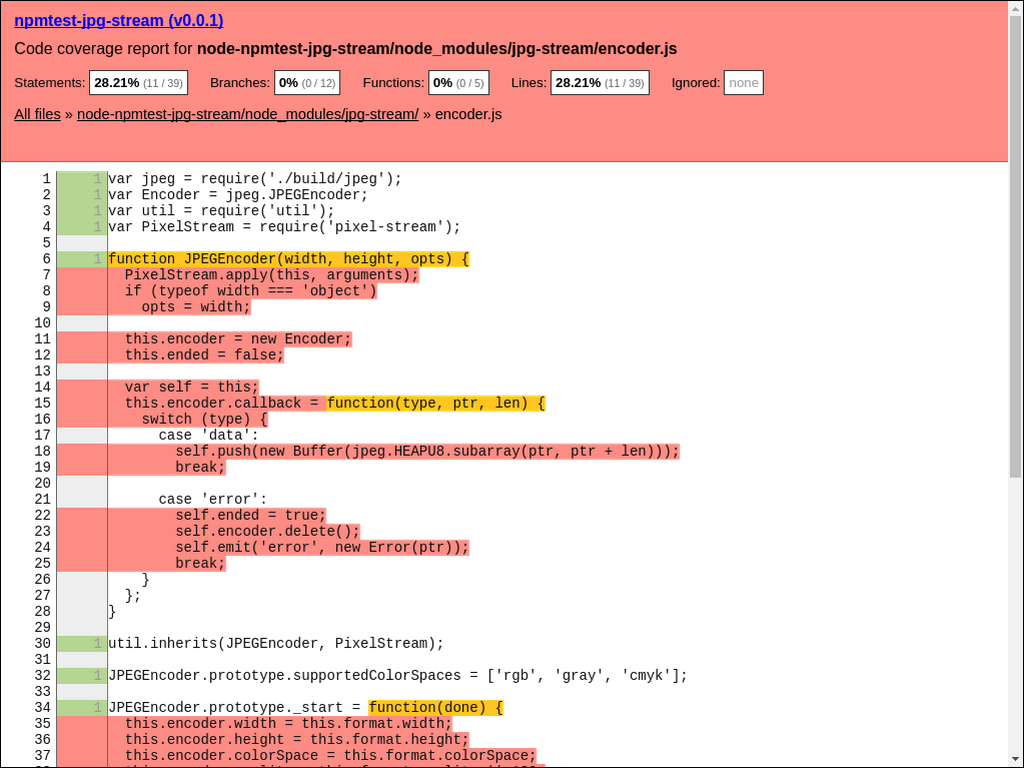 npmtest-jpg-stream (v0.0.1)
Code coverage report for node-npmtest-jpg-stream/node_modules/jpg-stream/encoder.js
Statements: 28.21% (11 / 39) Branches: 0% (0 / 12) Functions: 0% (0 / 5) Lines: 28.21% (11 / 39) Ignored: none
All files » node-npmtest-jpg-stream/node_modules/jpg-stream/ » encoder.js
1 1 var jpeg = require('./build/jpeg');
2 1 var Encoder = jpeg.JPEGEncoder;
3 1 var util = require('util');
4 1 var PixelStream = require('pixel-stream');
5
6 1 function JPEGEncoder(width, height, opts) {
7 PixelStream.apply(this, arguments);
8 if (typeof width === 'object')
9 opts = width;
10
11 this.encoder = new Encoder;
12 this.ended = false;
13
14 var self = this;
15 this.encoder.callback = function(type, ptr, len) {
16 switch (type) {
17 case 'data':
18 self.push(new Buffer(jpeg.HEAPU8.subarray(ptr, ptr + len)));
19 break;
20
21 case 'error':
22 self.ended = true;
23 self.encoder.delete();
24 self.emit('error', new Error(ptr));
25 break;
26 }
27 };
28 }
29
30 1 util.inherits(JPEGEncoder, PixelStream);
31
32 1 JPEGEncoder.prototype.supportedColorSpaces = ['rgb', 'gray', 'cmyk'];
33
34 1 JPEGEncoder.prototype._start = function(done) {
35 this.encoder.width = this.format.width;
36 this.encoder.height = this.format.height;
37 this.encoder.colorSpace = this.format.colorSpace;